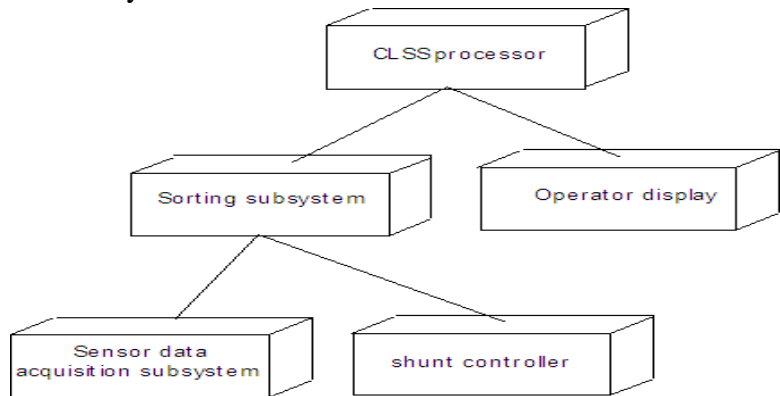 CLSSprocessor
Sorting subsystem
Operator display
Sensor data
acquisition subsystem
shunt controller